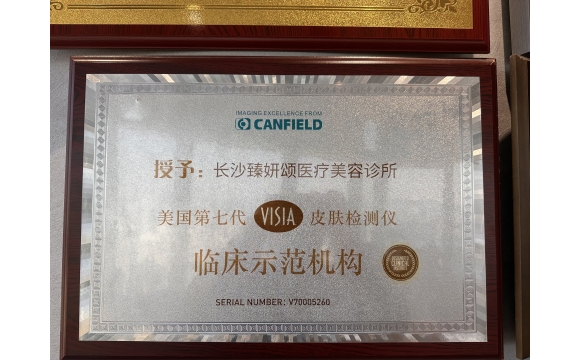 IMAGING EXCELLENCE FROM
CANFIELD
授予：长沙臻妍颂医疗美容诊所
美国第七代 VISIA 皮肤检测仪
临床示范机构
SERIAL NUMBER: V70005260